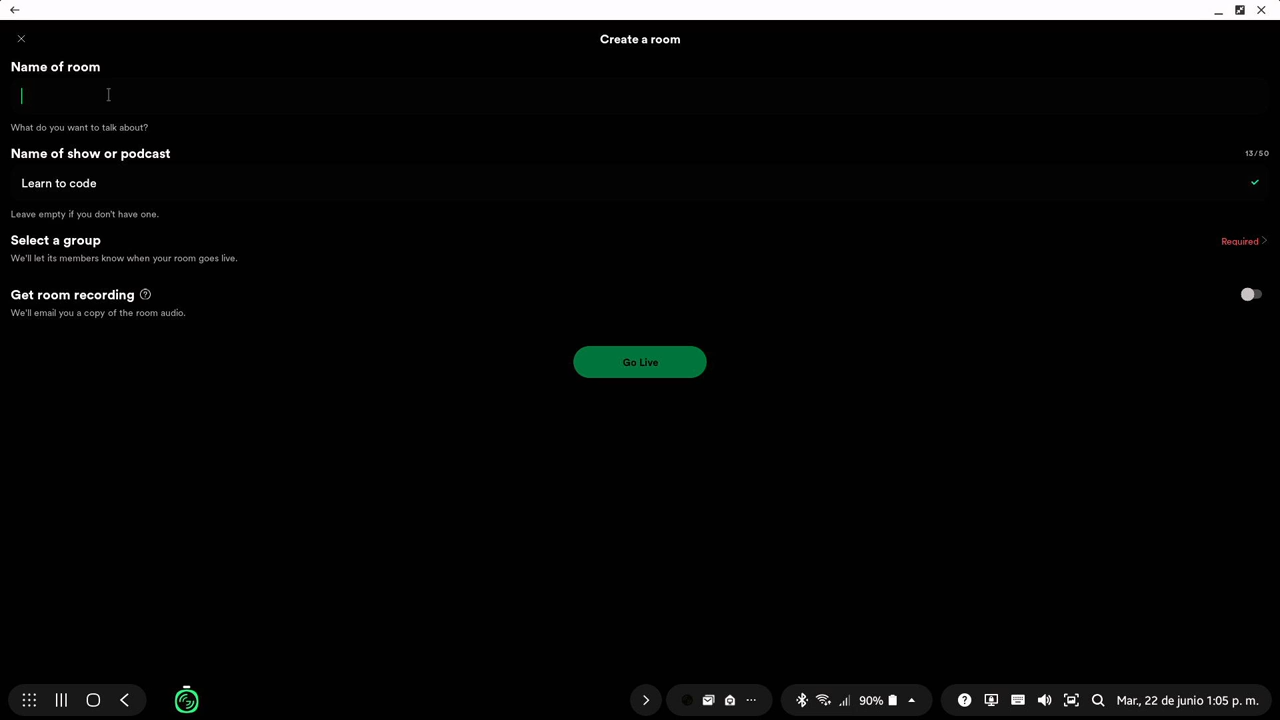 Create a room
Name of room
What do you want to talk about?
Name of show or podcast
13/50
Learn to code
Leave empty if you don't have one.
Select a group
Required
We'll let its members know when your room goes live.
Get room recording
We'll email you a copy of the room audio.
Go Live
90%
Mar., 22 de junio 1:05 p. m.